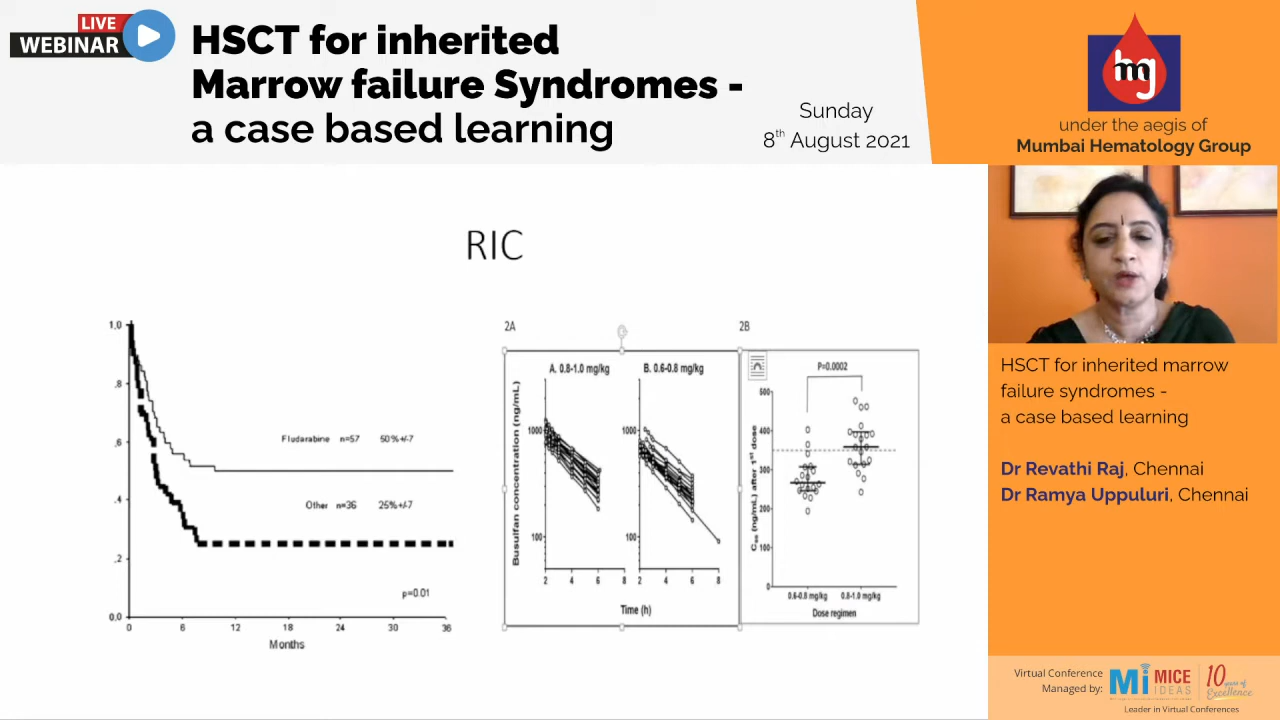 LIVE
WEBINAR
HSCT for inherited
Marrow failure Syndromes -
a case based learning
Sunday
8th August 2021
mg
under the aegis of
Mumbai Hematology Group
RIC
1,0
,8
,6
,4
,2
0,0
Fludarabine n=57 50%+/-7
Other n=36 25%+/-7
p=0.01
0 6 12 18 24 30 36
Months
2A
2B
A. 0.8-1.0 mg/kg
B. 0.6-0.8 mg/kg
Busulfan concentration (ng/mL)
1000
100
1000
100
2 4 6 8
2 4 6 8
Time (h)
P=0.0002
Css (ng/mL) after 1st dose
500
400
300
200
100
0
0.6-0.8 mg/kg 0.8-1.0 mg/kg
Dose regimen
HSCT for inherited marrow
failure syndromes -
a case based learning
Dr Revathi Raj, Chennai
Dr Ramya Uppuluri, Chennai
Virtual Conference
Managed by:
Mi MICE
IDEAS
10 years of
Excellence
Leader in Virtual Conferences